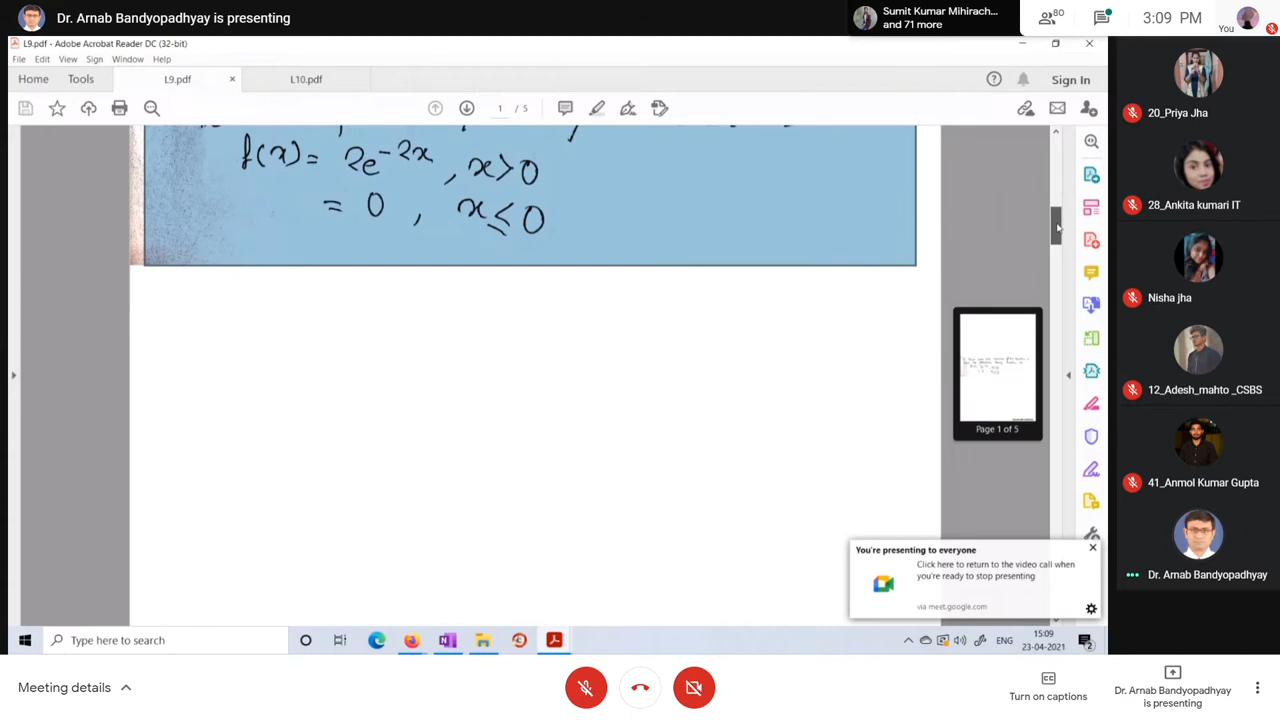 Dr. Arnab Bandyopadhyay is presenting
Sumit Kumar Mihirach...
and 71 more
80
3:09 PM
You
L9.pdf - Adobe Acrobat Reader DC (32-bit)
File Edit View Sign Window Help
Home Tools L9.pdf × L10.pdf Sign In
1 / 5
f(x) = 2e^{-2x}, x>0
= 0, x≤0
Page 1 of 5
20_Priya Jha
28_Ankita kumari IT
Nisha jha
12_Adesh_mahto _CSBS
41_Anmol Kumar Gupta
Dr. Arnab Bandyopadhyay
You're presenting to everyone
Click here to return to the video call when
you're ready to stop presenting
via meet.google.com
Type here to search
ENG
15:09
23-04-2021
2
Meeting details
Turn on captions
Dr. Arnab Bandyopadhyay
is presenting